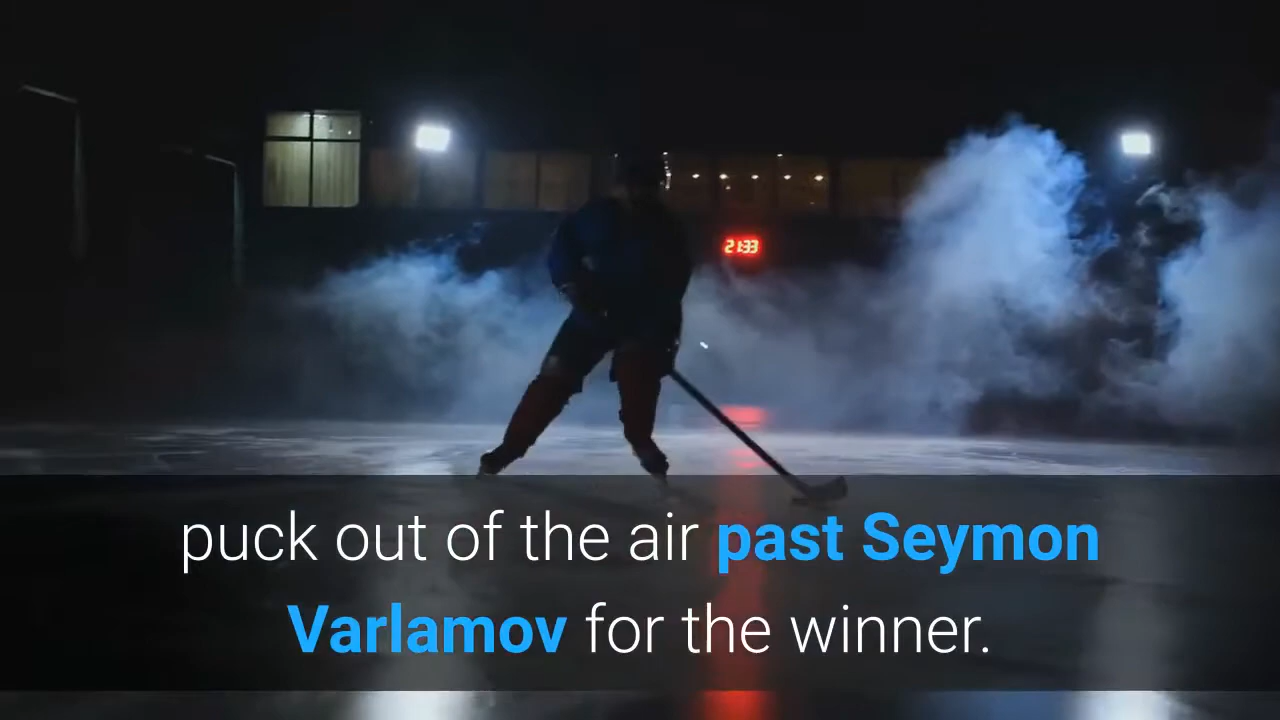 21:33
puck out of the air past Seymon
Varlamov for the winner.